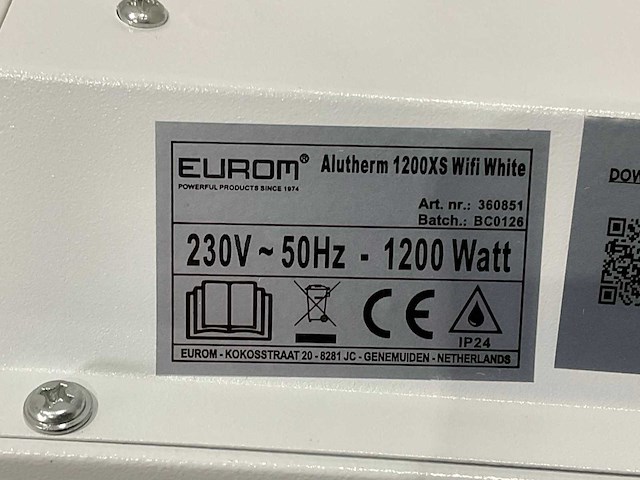 EUROM® Alutherm 1200XS Wifi White
POWERFUL PRODUCTS SINCE 1974
Art. nr.: 360851
Batch.: BC0126
230V ~ 50Hz - 1200 Watt
CE
IP24
EUROM - KOKOSSTRAAT 20 - 8281 JC - GENEMUIDEN - NETHERLANDS
DOW